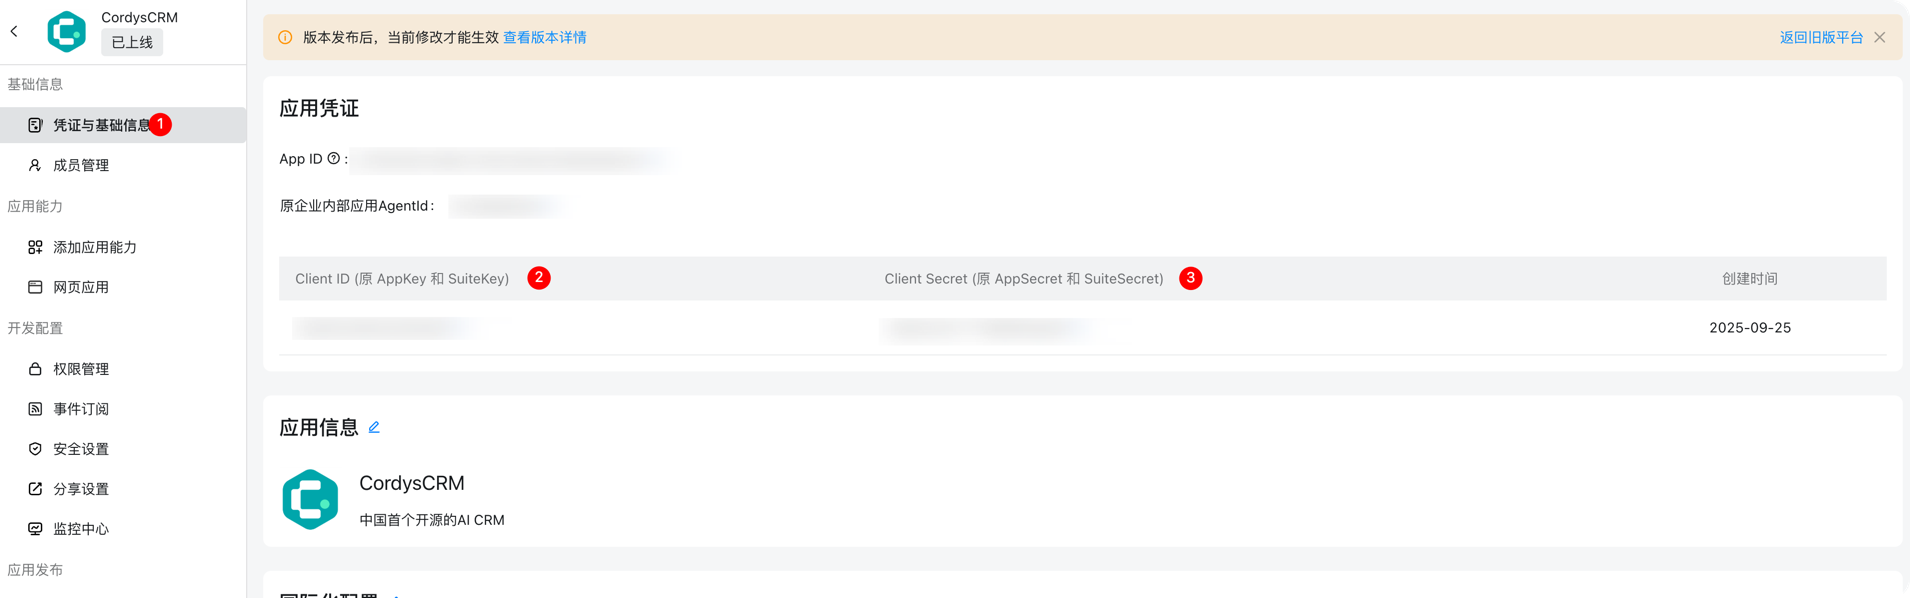 CordysCRM
已上线
基础信息
凭证与基础信息 1
成员管理
应用能力
添加应用能力
网页应用
开发配置
权限管理
事件订阅
安全设置
分享设置
监控中心
应用发布
版本发布后，当前修改才能生效 查看版本详情
返回旧版平台
应用凭证
App ID :
原企业内部应用AgentId：
Client ID (原 AppKey 和 SuiteKey) 2 Client Secret (原 AppSecret 和 SuiteSecret) 3 创建时间
2025-09-25
应用信息
CordysCRM
中国首个开源的AI CRM
国际化配置